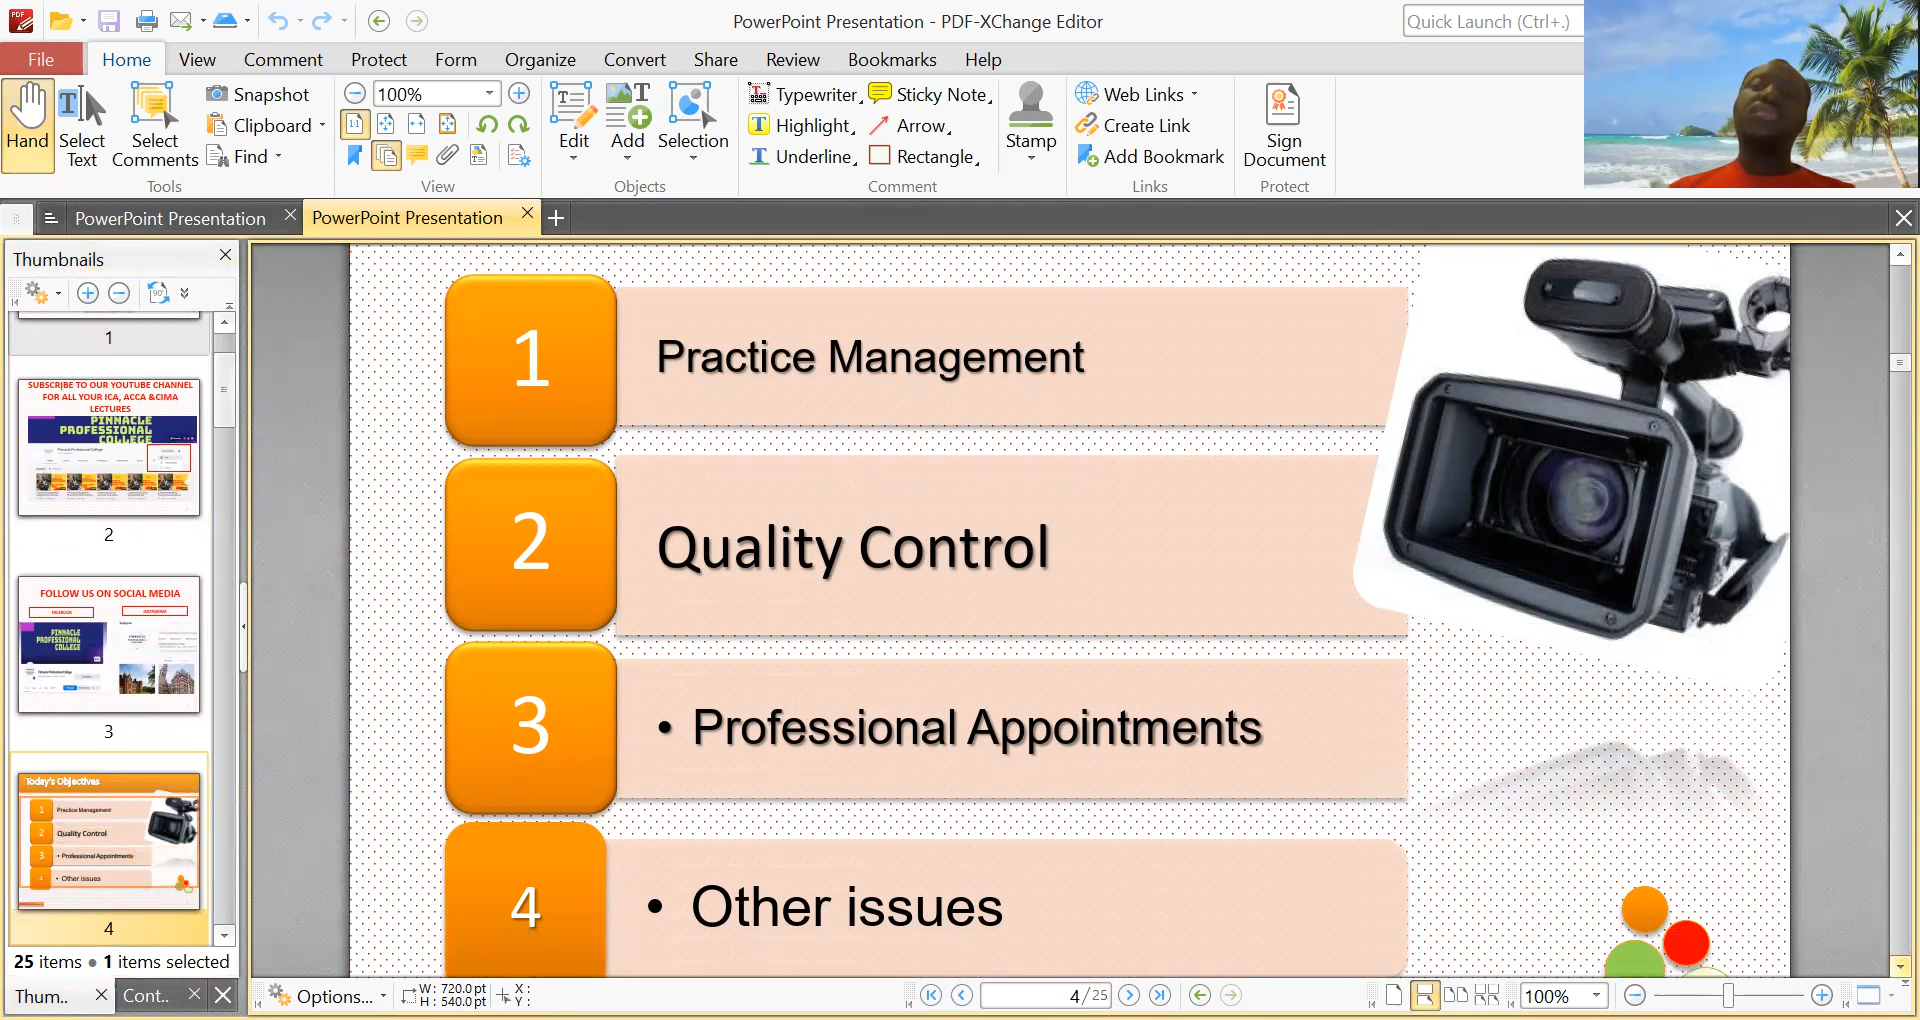 PowerPoint Presentation - PDF-XChange Editor
Quick Launch (Ctrl+.)
File Home View Comment Protect Form Organize Convert Share Review Bookmarks Help
Hand
Select Text
Select Comments
Snapshot
Clipboard
Find
Tools
100%
View
Edit
Add
Selection
Objects
Typewriter
Highlight
Underline
Sticky Note
Arrow
Rectangle
Stamp
Comment
Web Links
Create Link
Add Bookmark
Links
Sign Document
Protect
PowerPoint Presentation
PowerPoint Presentation
Thumbnails
1
SUBSCRIBE TO OUR YOUTUBE CHANNEL
FOR ALL YOUR ICA, ACCA &CIMA
LECTURES
PINNACLE
PROFESSIONAL
COLLEGE
2
FOLLOW US ON SOCIAL MEDIA
FACEBOOK
INSTAGRAM
PINNACLE
PROFESSIONAL
COLLEGE
3
Today's Objectives
1 Practice Management
2 Quality Control
3 • Professional Appointments
4 • Other issues
4
25 items • 1 items selected
Thum..
Cont..
1 Practice Management
2 Quality Control
3 • Professional Appointments
4 • Other issues
Options...
W: 720.0 pt
H: 540.0 pt
X:
Y:
4/25
100%